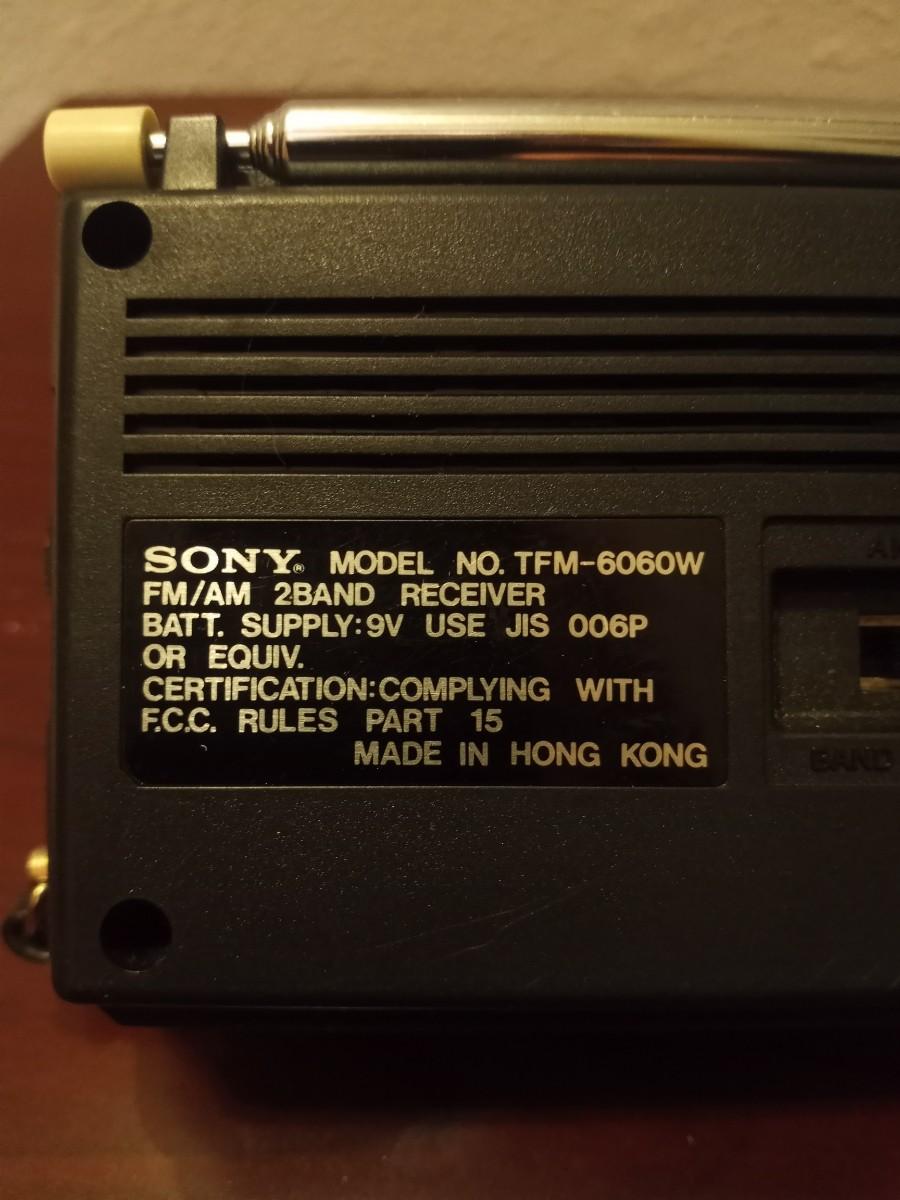 SONY® MODEL NO. TFM-6060W
FM/AM 2BAND RECEIVER
BATT. SUPPLY:9V USE JIS 006P
OR EQUIV.
CERTIFICATION:COMPLYING WITH
F.C.C. RULES PART 15
MADE IN HONG KONG
BAND